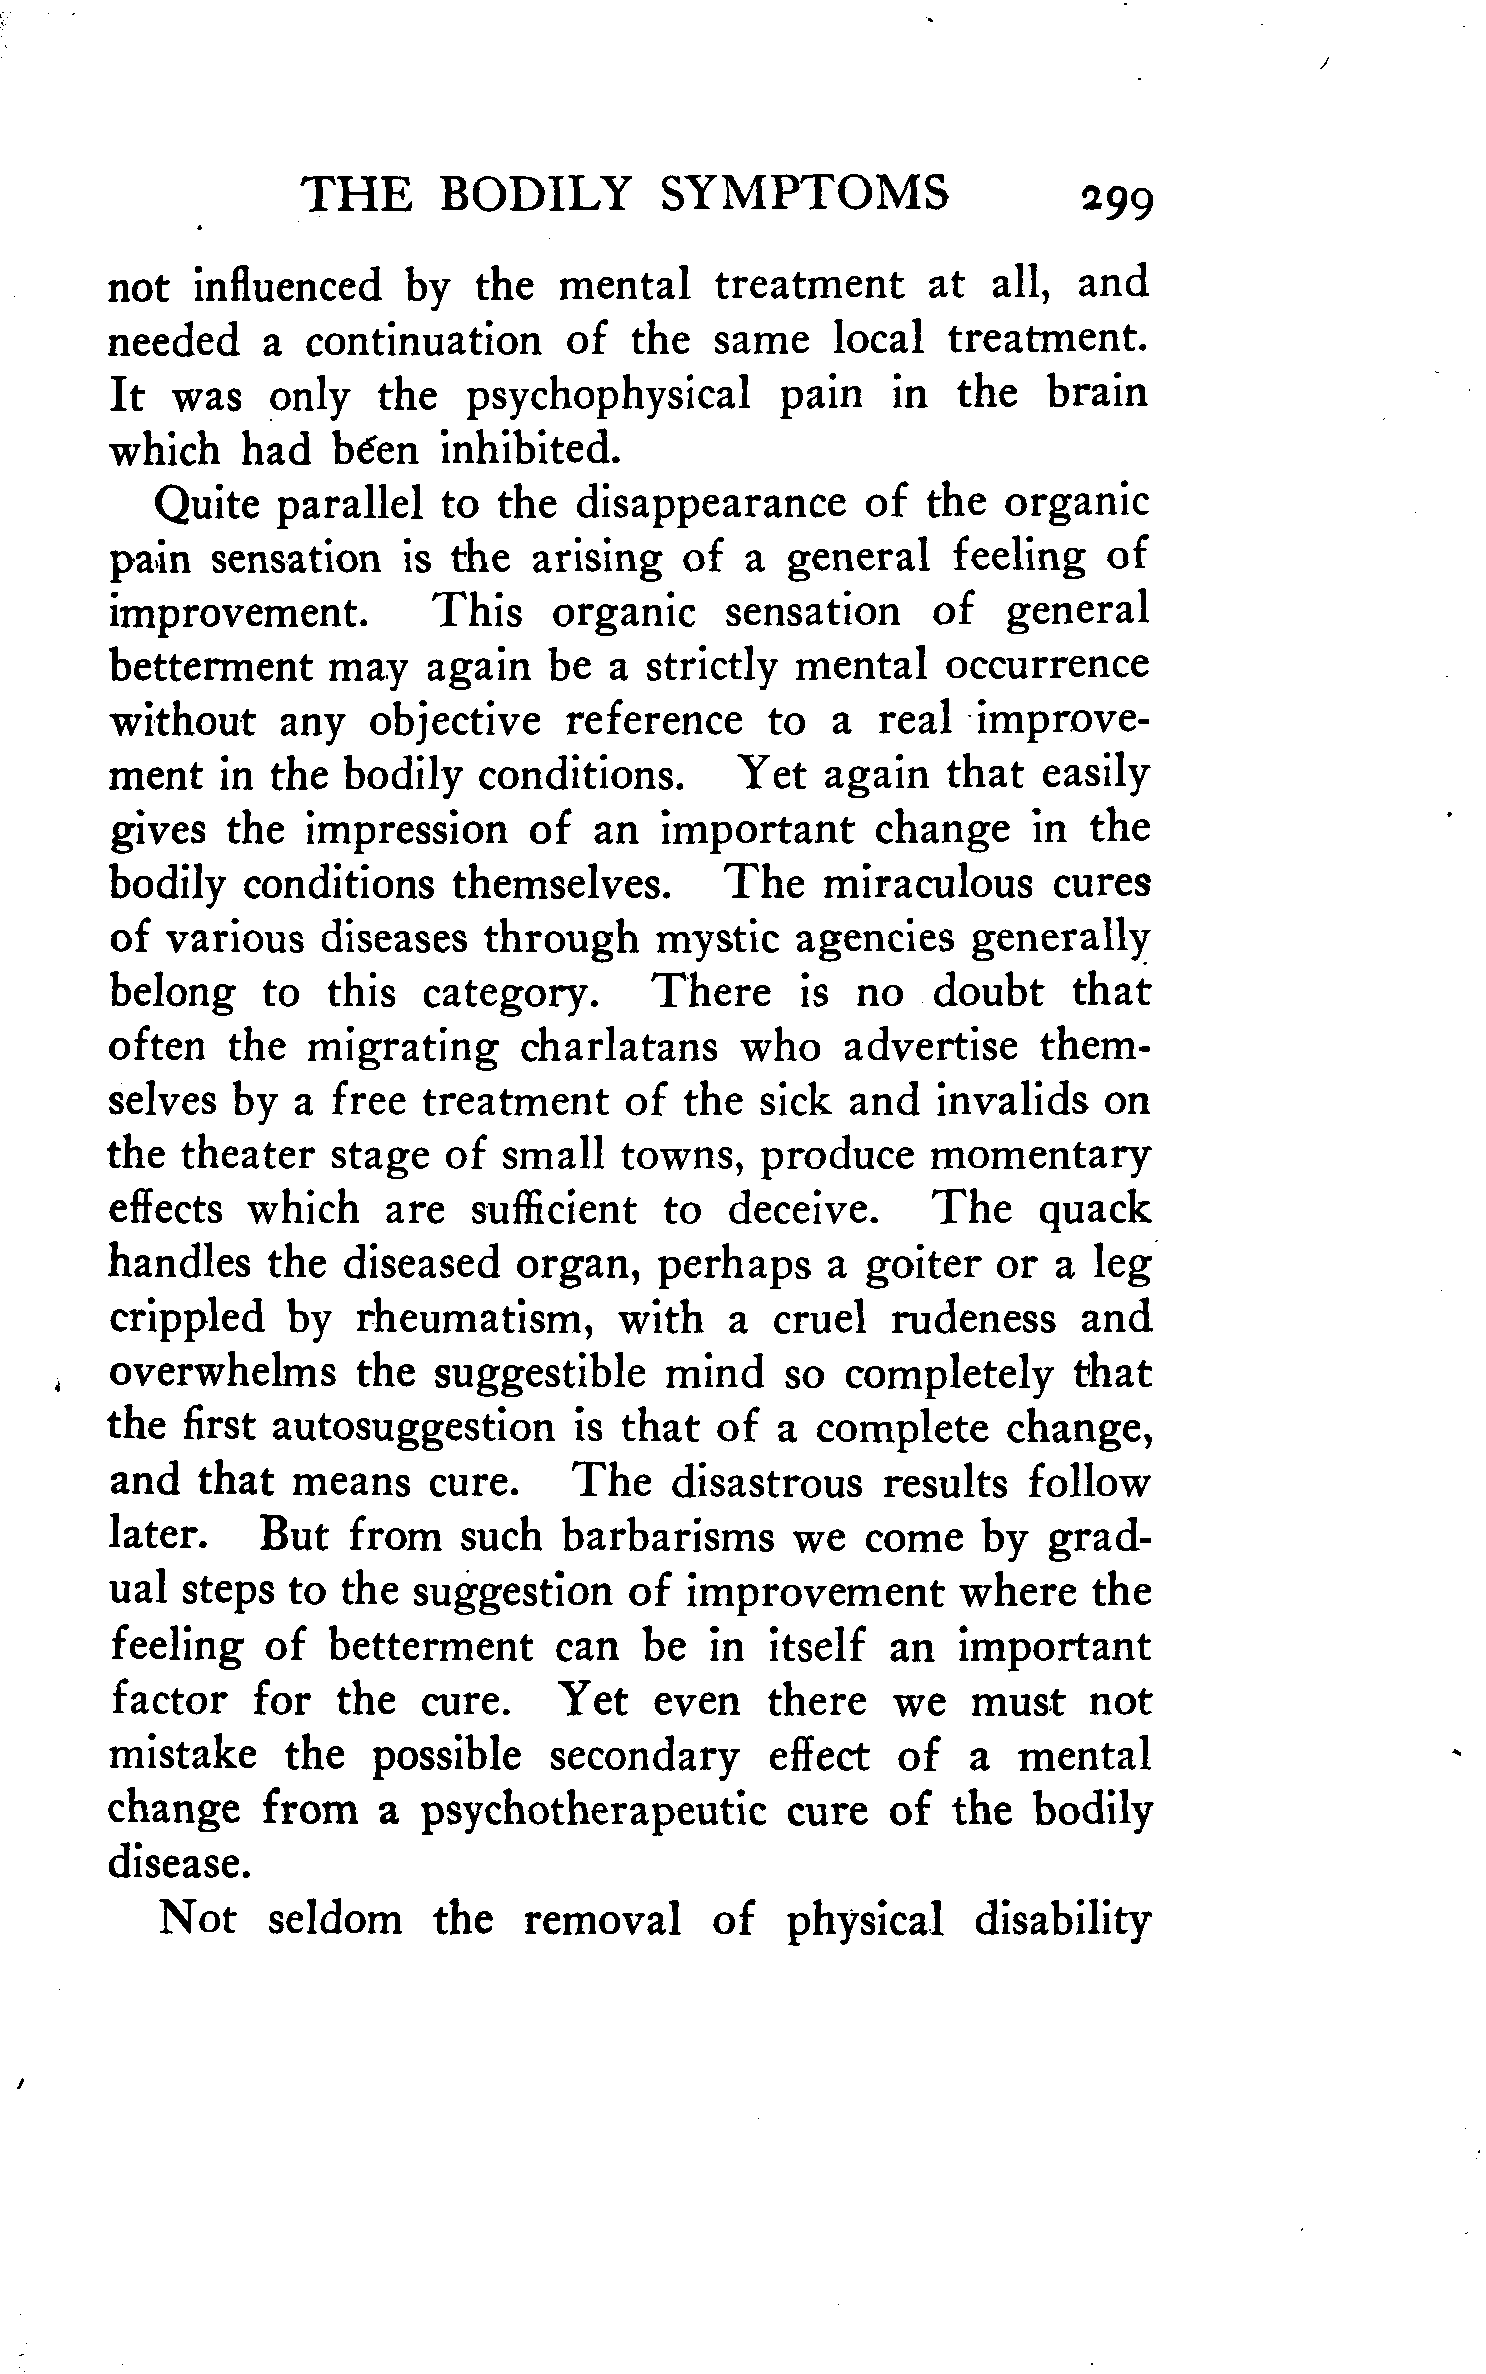 THE BODILY SYMPTOMS 299
not influenced by the mental treatment at all, and
needed a continuation of the same local treatment.
It was only the psychophysical pain in the brain
which had been inhibited.
Quite parallel to the disappearance of the organic
pain sensation is the arising of a general feeling of
improvement. This organic sensation of general
betterment may again be a strictly mental occurrence
without any objective reference to a real improve-
ment in the bodily conditions. Yet again that easily
gives the impression of an important change in the
bodily conditions themselves. The miraculous cures
of various diseases through mystic agencies generally
belong to this category. There is no doubt that
often the migrating charlatans who advertise them-
selves by a free treatment of the sick and invalids on
the theater stage of small towns, produce momentary
effects which are sufficient to deceive. The quack
handles the diseased organ, perhaps a goiter or a leg
crippled by rheumatism, with a cruel rudeness and
overwhelms the suggestible mind so completely that
the first autosuggestion is that of a complete change,
and that means cure. The disastrous results follow
later. But from such barbarisms we come by grad-
ual steps to the suggestion of improvement where the
feeling of betterment can be in itself an important
factor for the cure. Yet even there we must not
mistake the possible secondary effect of a mental
change from a psychotherapeutic cure of the bodily
disease.
Not seldom the removal of physical disability